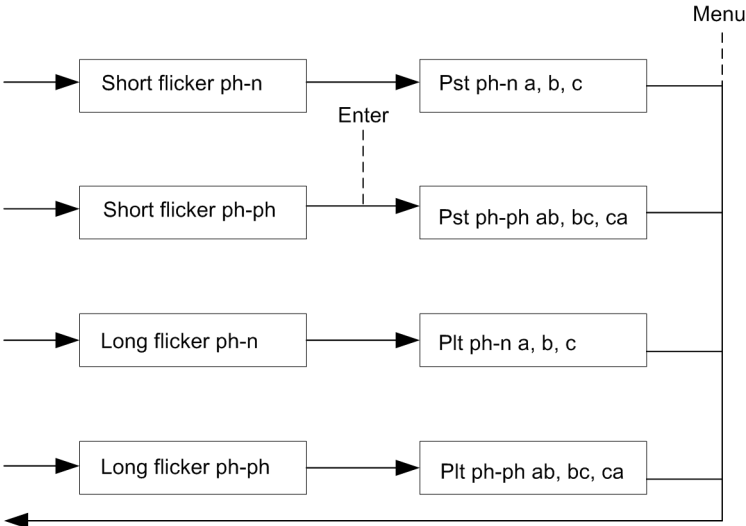 Menu
Short flicker ph-n
Pst ph-n a, b, c
Enter
Short flicker ph-ph
Pst ph-ph ab, bc, ca
Long flicker ph-n
Plt ph-n a, b, c
Long flicker ph-ph
Plt ph-ph ab, bc, ca